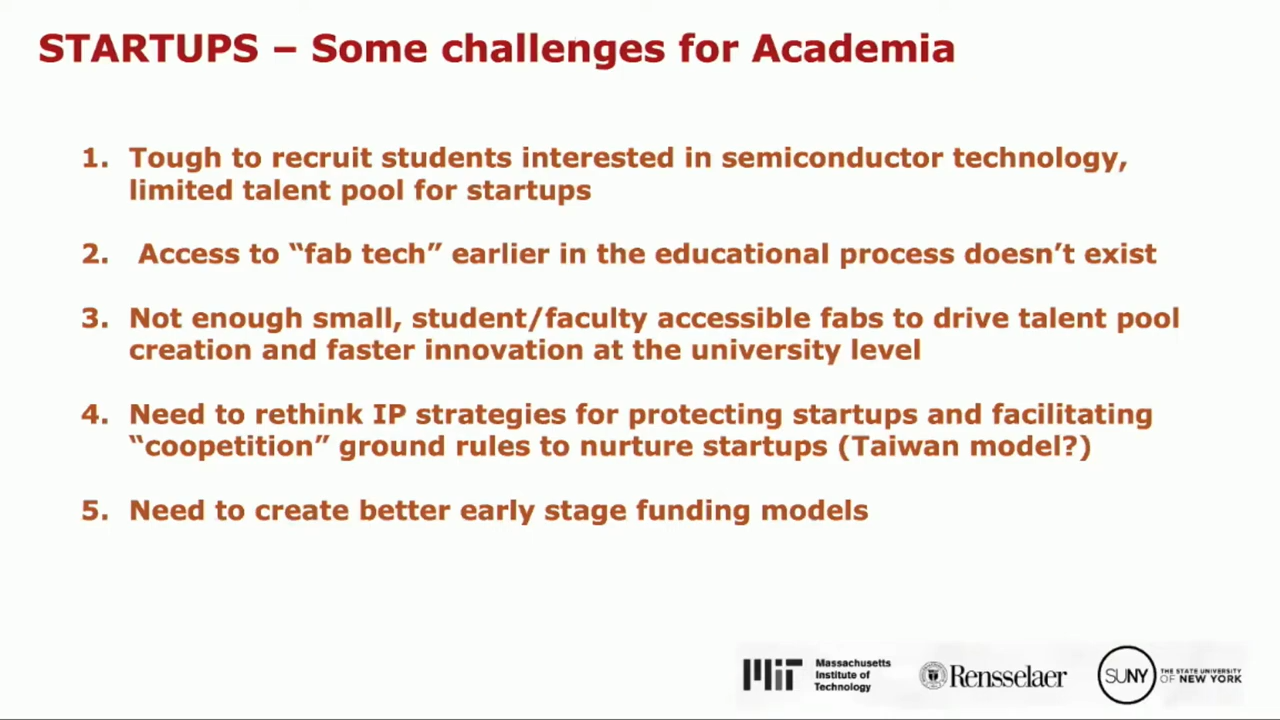 STARTUPS – Some challenges for Academia
1. Tough to recruit students interested in semiconductor technology,
limited talent pool for startups
2. Access to “fab tech” earlier in the educational process doesn’t exist
3. Not enough small, student/faculty accessible fabs to drive talent pool
creation and faster innovation at the university level
4. Need to rethink IP strategies for protecting startups and facilitating
“coopetition” ground rules to nurture startups (Taiwan model?)
5. Need to create better early stage funding models
MIT
Massachusetts
Institute of
Technology
Rensselaer
SUNY
THE STATE UNIVERSITY
OF NEW YORK